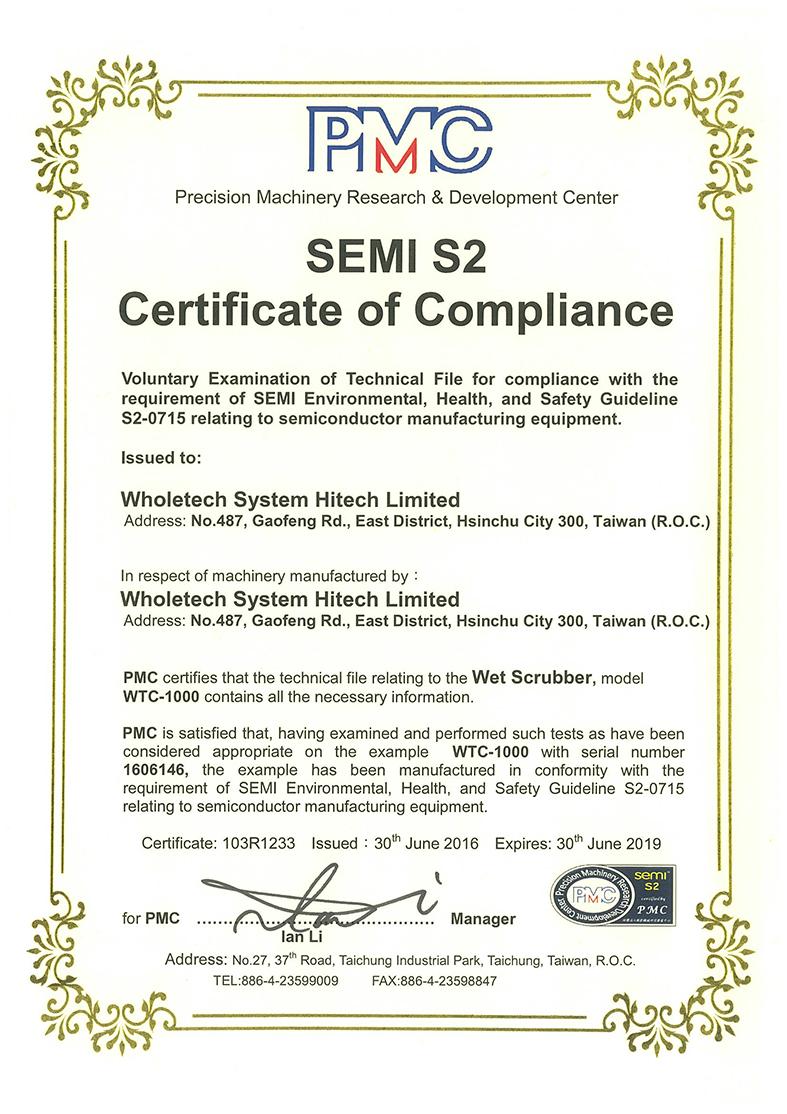 PMC
Precision Machinery Research & Development Center
SEMI S2
Certificate of Compliance
Voluntary Examination of Technical File for compliance with the
requirement of SEMI Environmental, Health, and Safety Guideline
S2-0715 relating to semiconductor manufacturing equipment.
Issued to:
Wholetech System Hitech Limited
Address: No.487, Gaofeng Rd., East District, Hsinchu City 300, Taiwan (R.O.C.)
In respect of machinery manufactured by :
Wholetech System Hitech Limited
Address: No.487, Gaofeng Rd., East District, Hsinchu City 300, Taiwan (R.O.C.)
PMC certifies that the technical file relating to the Wet Scrubber, model
WTC-1000 contains all the necessary information.
PMC is satisfied that, having examined and performed such tests as have been
considered appropriate on the example WTC-1000 with serial number
1606146, the example has been manufactured in conformity with the
requirement of SEMI Environmental, Health, and Safety Guideline S2-0715
relating to semiconductor manufacturing equipment.
Certificate: 103R1233 Issued : 30th June 2016 Expires: 30th June 2019
Precision Machinery Research Development Center
PMC
semi
S2
certified by
PMC
for PMC .......................................... Manager
Ian Li
Address: No.27, 37th Road, Taichung Industrial Park, Taichung, Taiwan, R.O.C.
TEL:886-4-23599009 FAX:886-4-23598847